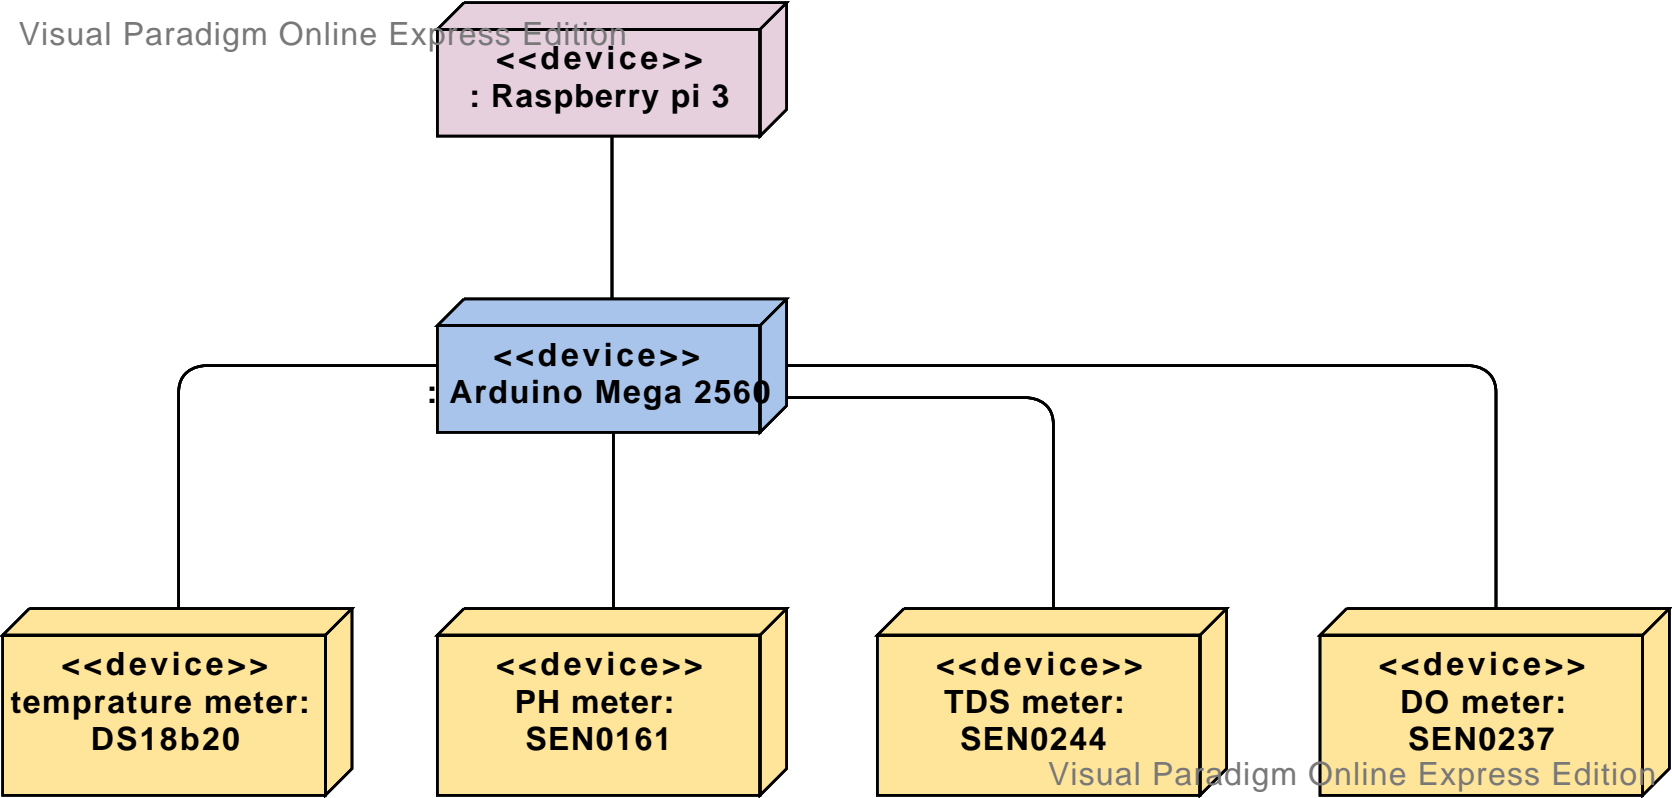 Visual Paradigm Online Express Edition
<<device>>
: Raspberry pi 3
<<device>>
: Arduino Mega 2560
<<device>>
temprature meter:
DS18b20
<<device>>
PH meter:
SEN0161
<<device>>
TDS meter:
SEN0244
<<device>>
DO meter:
SEN0237
Visual Paradigm Online Express Edition